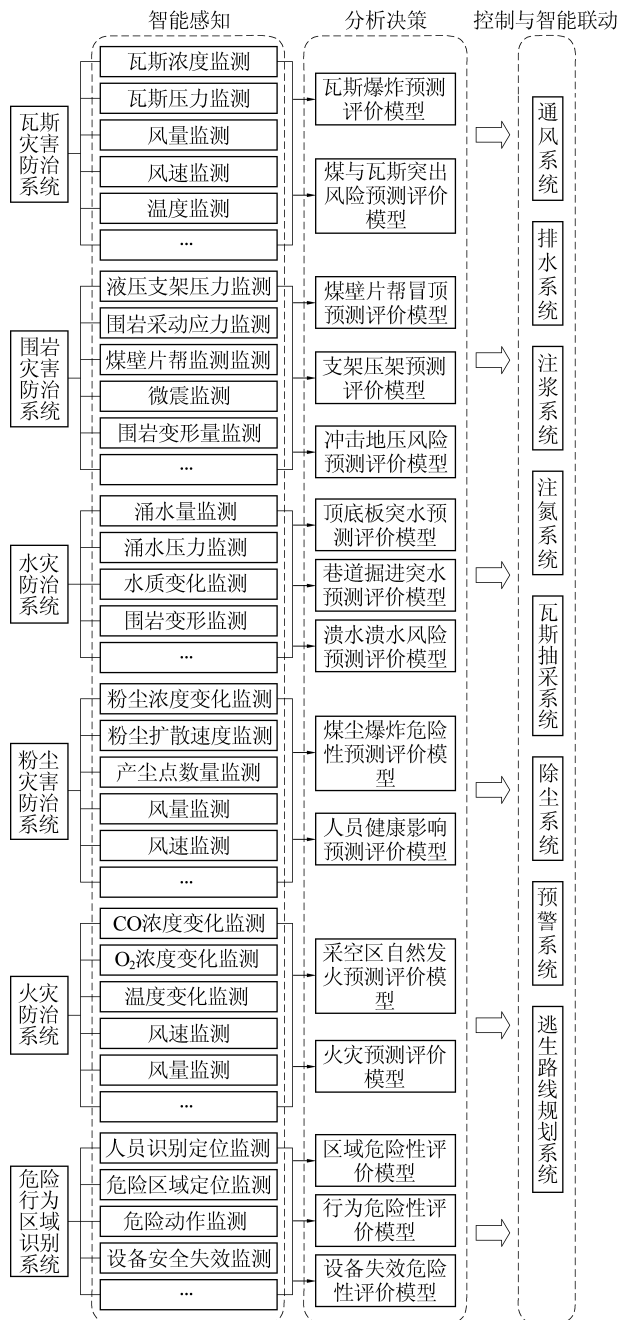 智能感知
分析决策
控制与智能联动
瓦斯
灾害
防治
系统
瓦斯浓度监测
瓦斯压力监测
风量监测
风速监测
温度监测
...
瓦斯爆炸预测
评价模型
煤与瓦斯突出
风险预测评价
模型
围岩
灾害
防治
系统
液压支架压力监测
围岩采动应力监测
煤壁片帮监测监测
微震监测
围岩变形量监测
...
煤壁片帮冒顶
预测评价模型
支架压架预测
评价模型
冲击地压风险
预测评价模型
水灾
防治
系统
涌水量监测
涌水压力监测
水质变化监测
围岩变形监测
...
顶底板突水预
测评价模型
巷道掘进突水
预测评价模型
溃水溃水风险
预测评价模型
粉尘
灾害
防治
系统
粉尘浓度变化监测
粉尘扩散速度监测
产尘点数量监测
风量监测
风速监测
...
煤尘爆炸危险
性预测评价模
型
人员健康影响
预测评价模型
火灾
防治
系统
CO浓度变化监测
O₂浓度变化监测
温度变化监测
风速监测
风量监测
...
采空区自然发
火预测评价模
型
火灾预测评价
模型
危险
行为
区域
识别
系统
人员识别定位监测
危险区域定位监测
危险动作监测
设备安全失效监测
...
区域危险性评
价模型
行为危险性评
价模型
设备失效危险
性评价模型
通风系统
排水系统
注浆系统
注氮系统
瓦斯抽采系统
除尘系统
预警系统
逃生路线规划系统